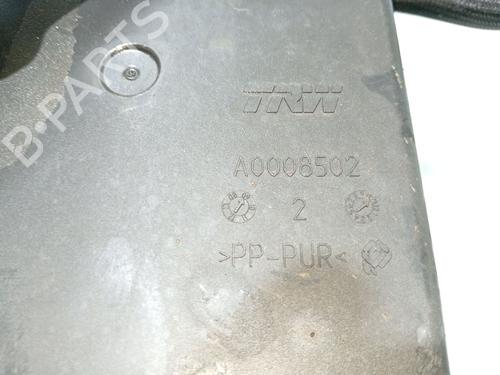 B-PARTS
TRW
A0008502
2
>PP-PUR<